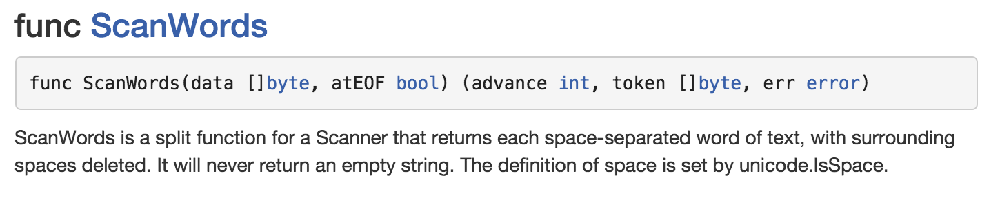 func ScanWords
func ScanWords(data []byte, atEOF bool) (advance int, token []byte, err error)
ScanWords is a split function for a Scanner that returns each space-separated word of text, with surrounding
spaces deleted. It will never return an empty string. The definition of space is set by unicode.IsSpace.